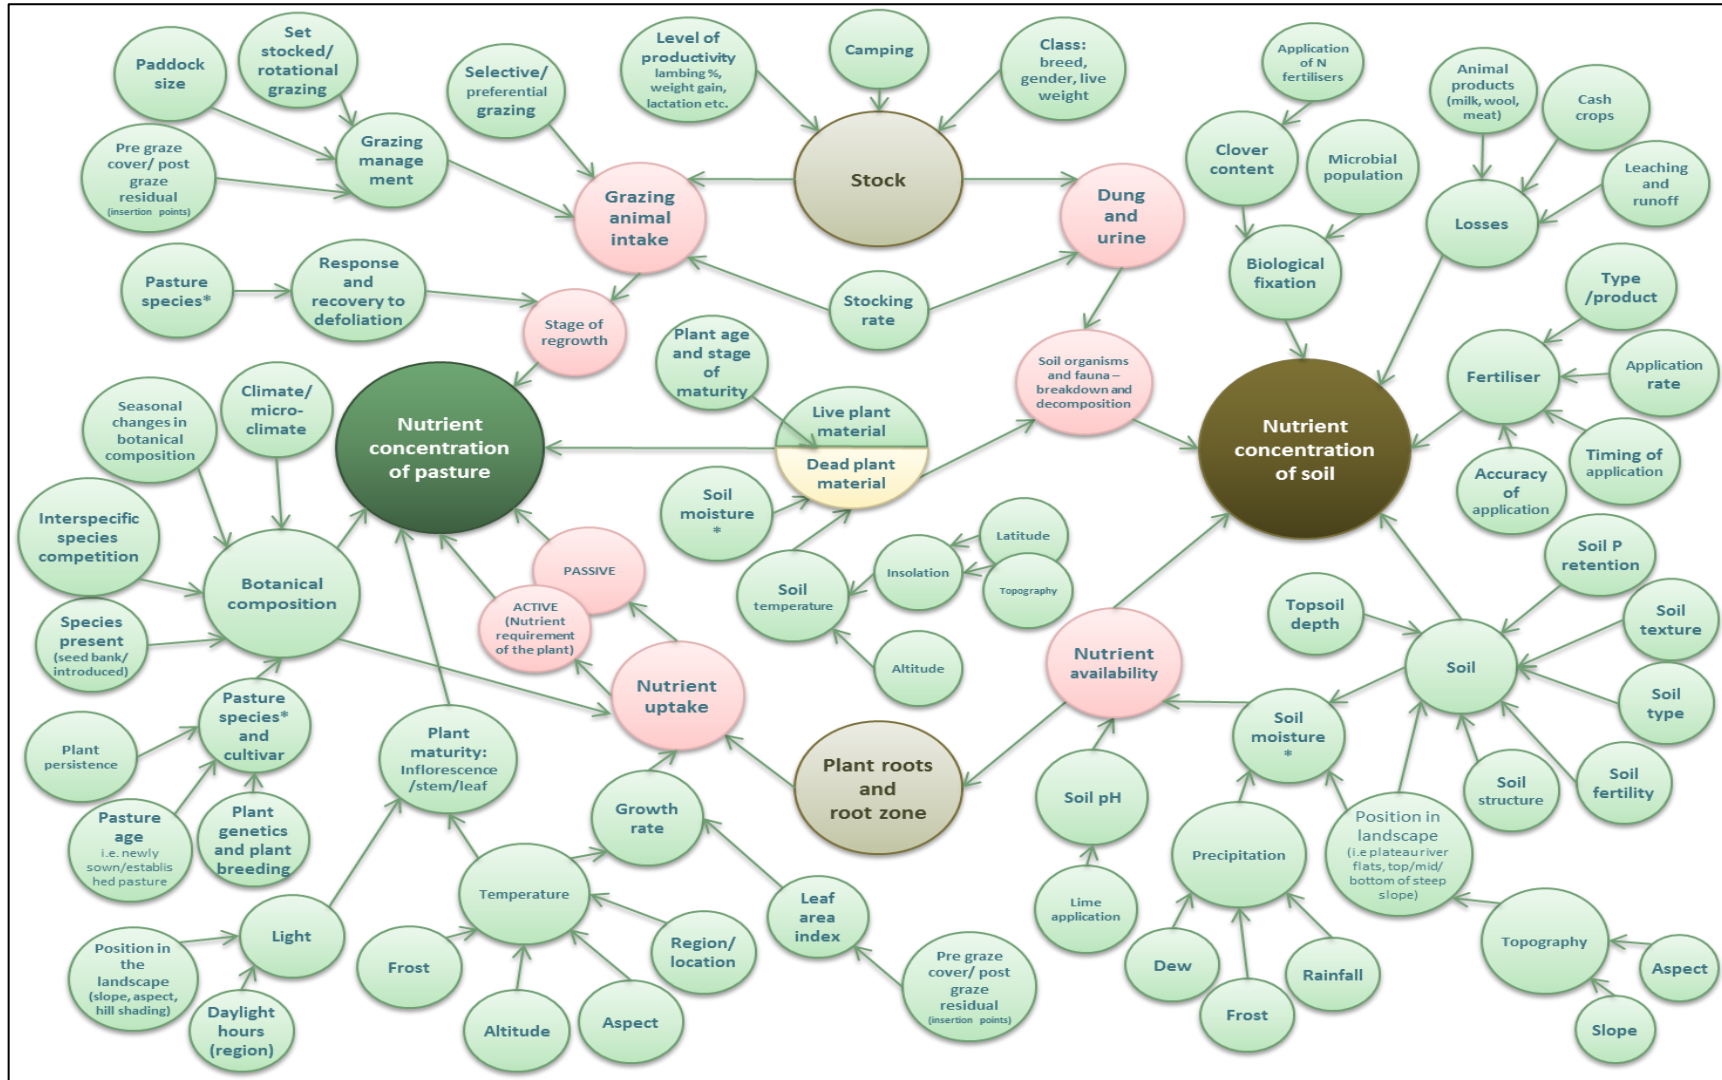 Paddock
size
Set
stocked/
rotational
grazing
Selective/
preferential
grazing
Level of
productivity
lambing %,
weight gain,
lactation etc.
Camping
Class:
breed,
gender, live
weight
Application
of N
fertilisers
Animal
products
(milk, wool,
meat)
Cash
crops
Pre graze
cover/ post
graze
residual
(insertion points)
Grazing
manage
ment
Grazing
animal
intake
Stock
Dung
and
urine
Clover
content
Microbial
population
Losses
Leaching
and
runoff
Pasture
species*
Response
and
recovery to
defoliation
Stage of
regrowth
Stocking
rate
Biological
fixation
Type
/product
Plant age
and stage
of
maturity
Soil organisms
and fauna –
breakdown and
decomposition
Fertiliser
Application
rate
Seasonal
changes in
botanical
composition
Climate/
micro-
climate
Nutrient
concentration
of pasture
Live plant
material
Dead plant
material
Nutrient
concentration
of soil
Timing of
application
Accuracy
of
application
Interspecific
species
competition
Soil
moisture
*
Latitude
Insolation
Topography
Soil
temperature
Altitude
Soil P
retention
Botanical
composition
PASSIVE
ACTIVE
(Nutrient
requirement
of the plant)
Topsoil
depth
Soil
texture
Species
present
(seed bank/
introduced)
Nutrient
uptake
Nutrient
availability
Soil
Soil
type
Pasture
species*
and
cultivar
Plant
persistence
Plant
maturity:
Inflorescence
/stem/leaf
Soil
moisture
*
Plant roots
and
root zone
Soil pH
Soil
structure
Soil
fertility
Pasture
age
i.e. newly
sown/establis
hed pasture
Plant
genetics
and plant
breeding
Growth
rate
Precipitation
Position in
landscape
(i.e plateau river
flats, top/mid/
bottom of steep
slope)
Temperature
Leaf
area
index
Lime
application
Light
Position in
the
landscape
(slope, aspect,
hill shading)
Daylight
hours
(region)
Frost
Altitude
Aspect
Region/
location
Pre graze
cover/ post
graze
residual
(insertion points)
Dew
Frost
Rainfall
Topography
Aspect
Slope